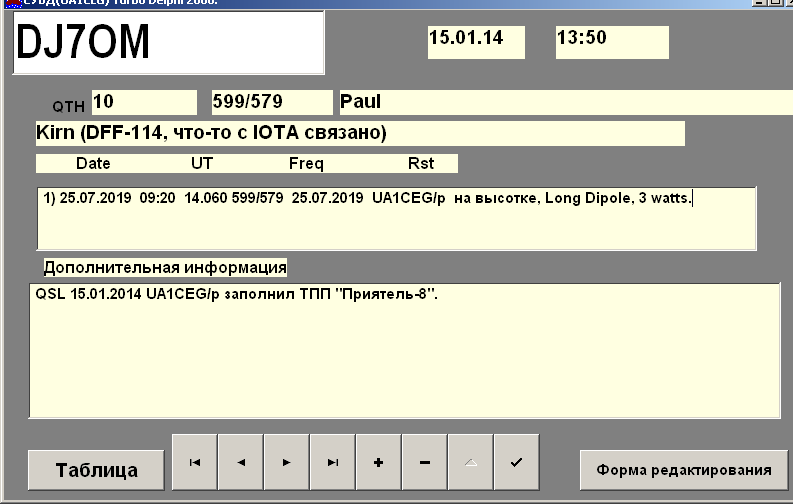 СУБД(UA1CEG) Turbo Delphi 2006.
DJ7OM
15.01.14 13:50
QTH 10 599/579 Paul
Kirn (DFF-114, что-то с IOTA связано)
Date UT Freq Rst
1) 25.07.2019 09:20 14.060 599/579 25.07.2019 UA1CEG/p на высотке, Long Dipole, 3 watts.
Дополнительная информация
QSL 15.01.2014 UA1CEG/p заполнил ТПП "Приятель-8".
Таблица
Форма редактирования